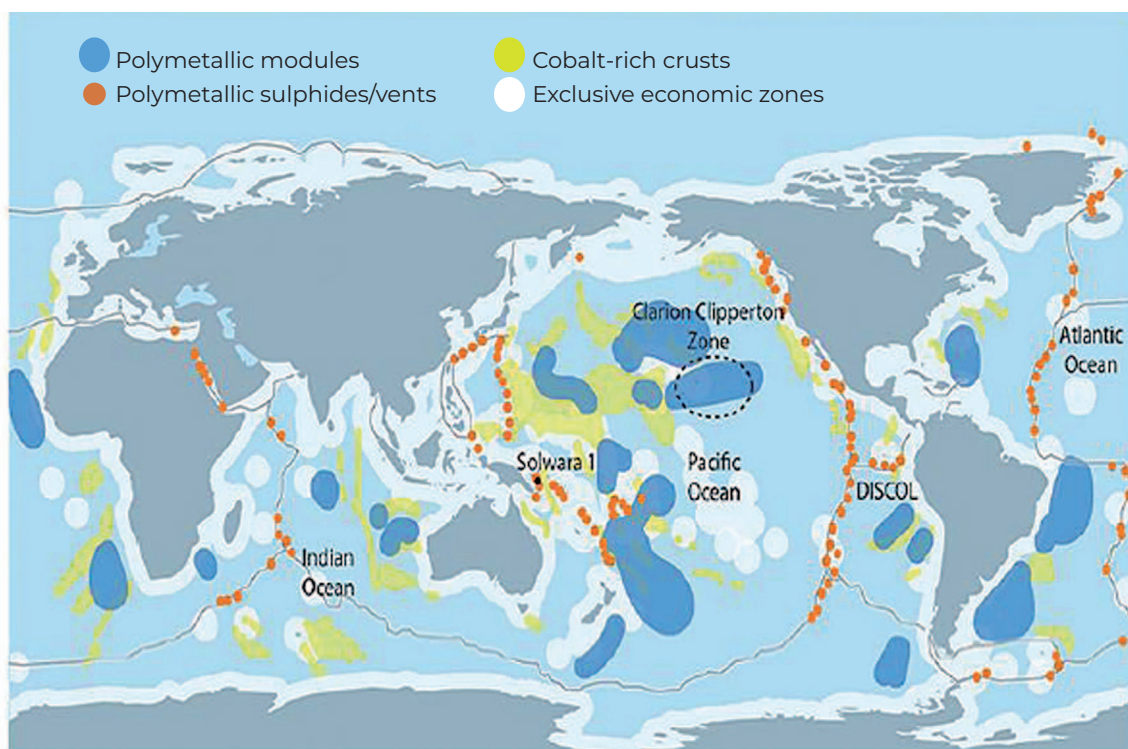 Polymetallic modules
Cobalt-rich crusts
Polymetallic sulphides/vents
Exclusive economic zones
Clarion Clipperton
Zone
Atlantic
Ocean
Solwara 1
Pacific
Ocean
DISCOL
Indian
Ocean